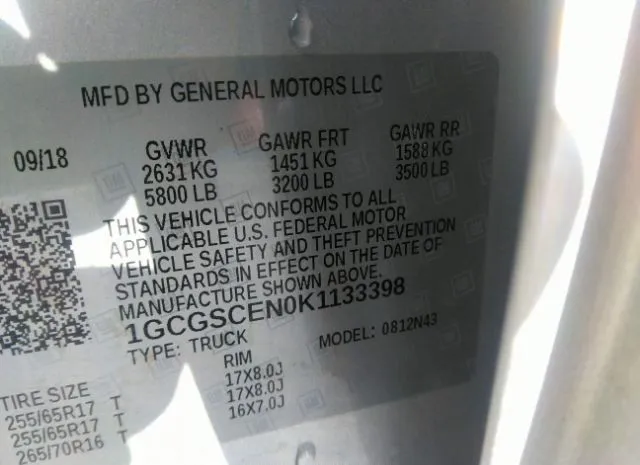 MFD BY GENERAL MOTORS LLC
09/18 GVWR GAWR FRT GAWR RR
2631 KG 1451 KG 1588 KG
5800 LB 3200 LB 3500 LB
THIS VEHICLE CONFORMS TO ALL
APPLICABLE U.S. FEDERAL MOTOR
VEHICLE SAFETY AND THEFT PREVENTION
STANDARDS IN EFFECT ON THE DATE OF
MANUFACTURE SHOWN ABOVE.
1GCGSCEN0K1133398
TYPE: TRUCK MODEL: 0812N43
TIRE SIZE RIM
255/65R17 T 17X8.0J
255/65R17 T 17X8.0J
265/70R16 T 16X7.0J